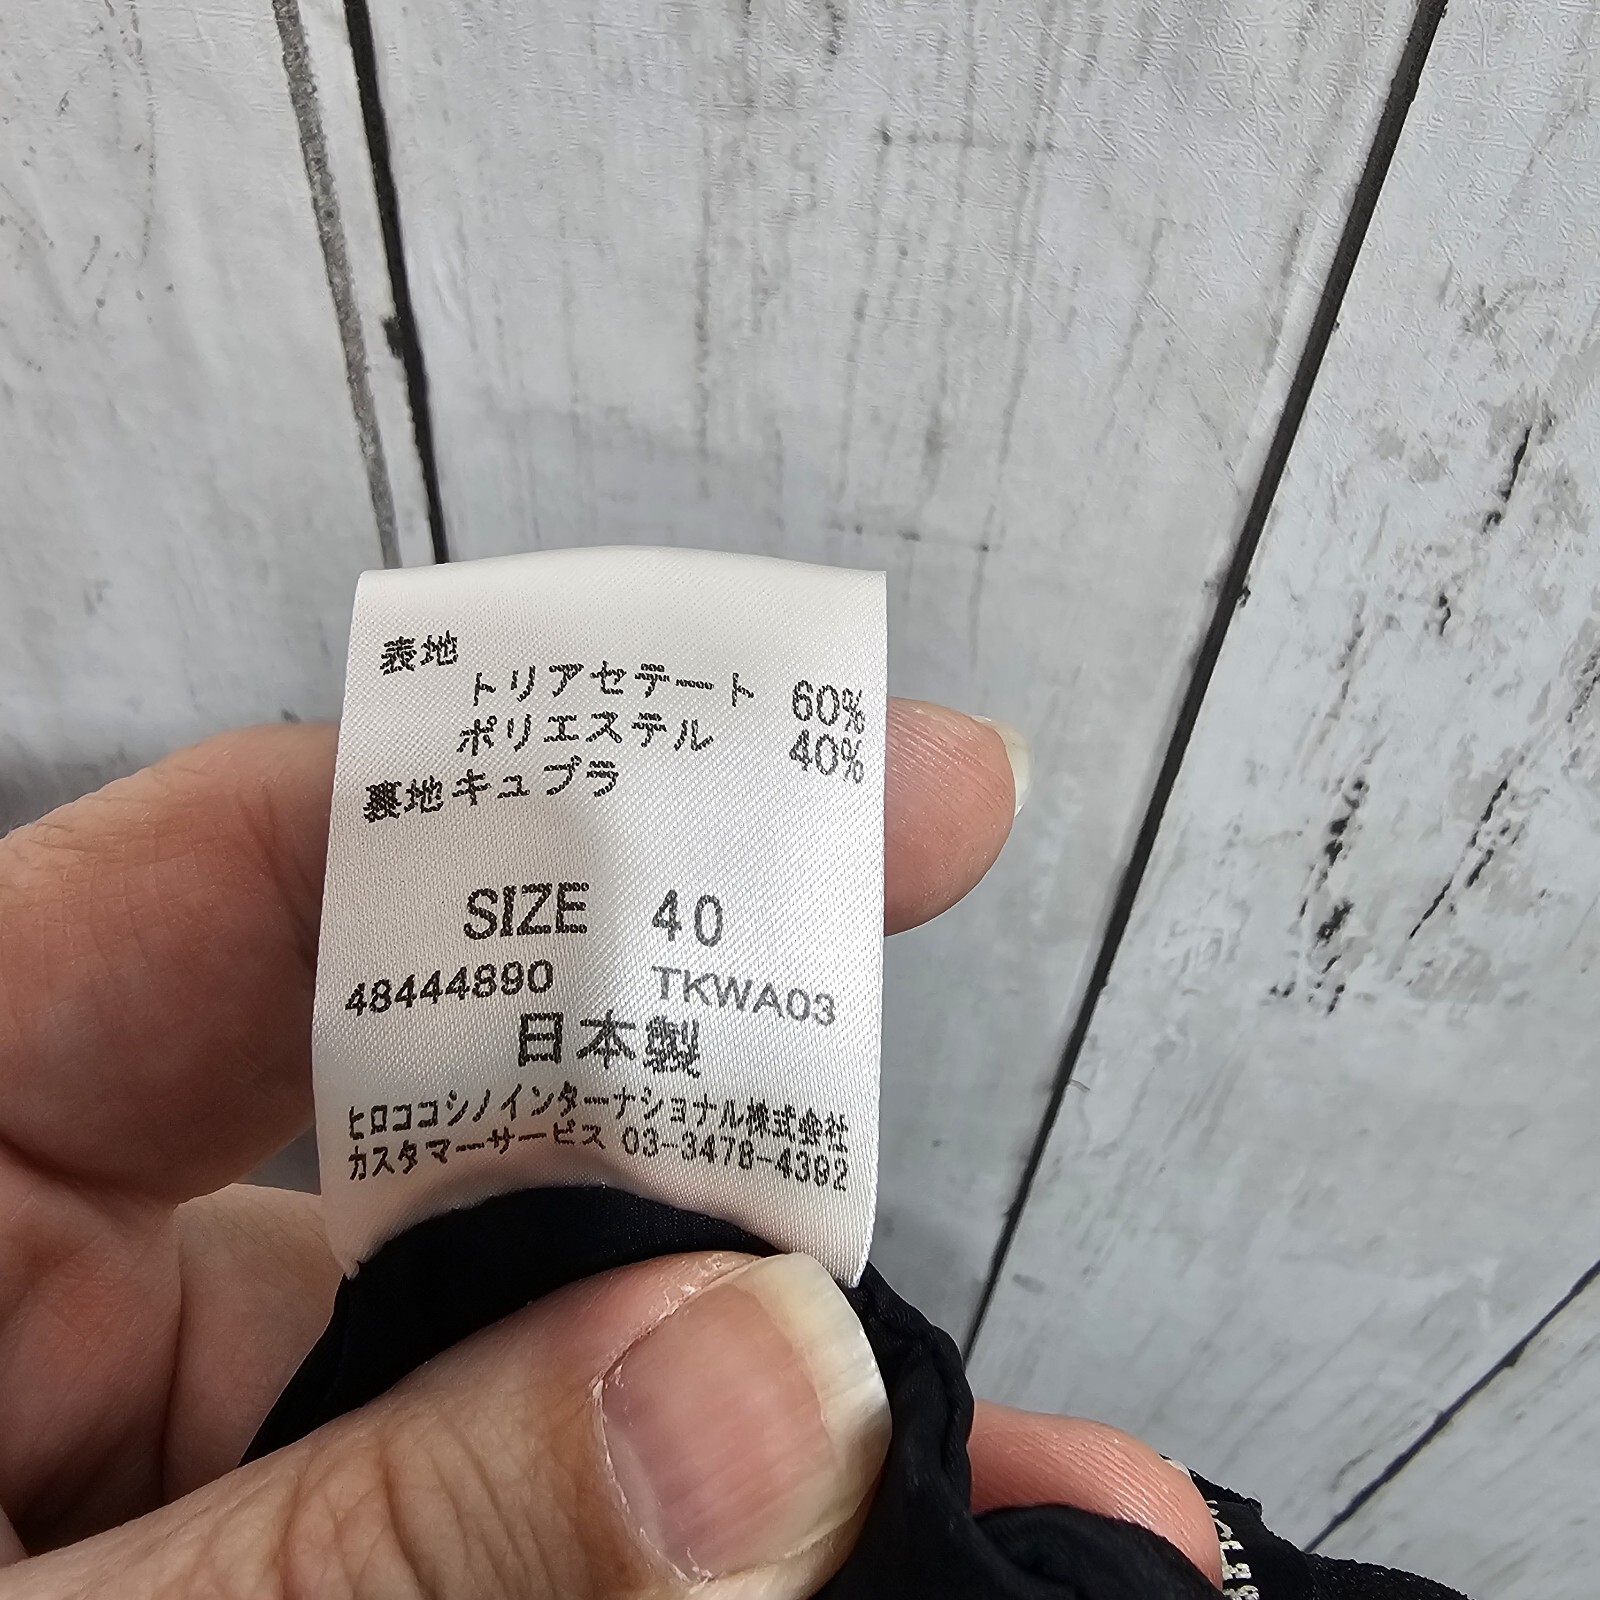 表地
トリアセテート 60%
ポリエステル 40%
裏地キュプラ
SIZE 40
48444890 TKWA03
日本製
ヒロココシノインターナショナル株式会社
カスタマーサービス 03-3478-4392